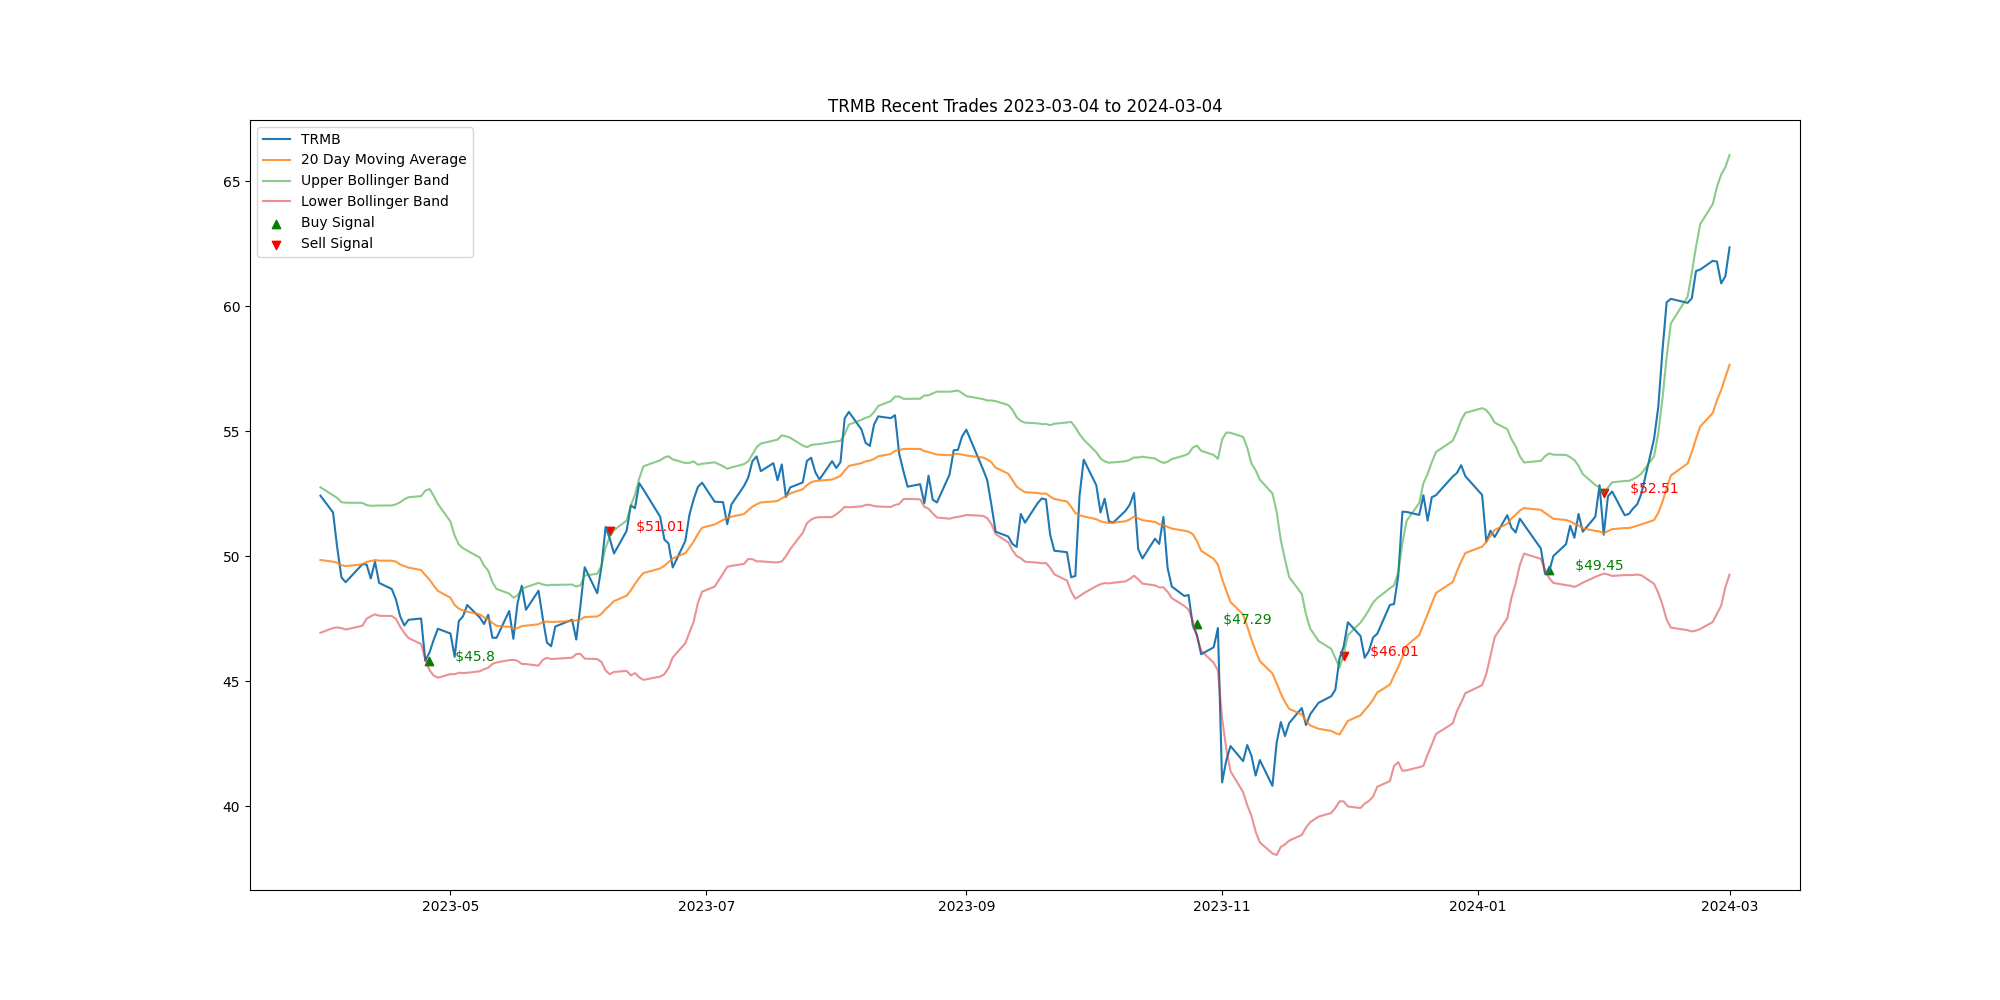 TRMB Recent Trades 2023-03-04 to 2024-03-04
TRMB
20 Day Moving Average
Upper Bollinger Band
Lower Bollinger Band
Buy Signal
Sell Signal
65
60
55
50
45
40
$45.8
$51.01
$47.29
$46.01
$49.45
$52.51
2023-05
2023-07
2023-09
2023-11
2024-01
2024-03